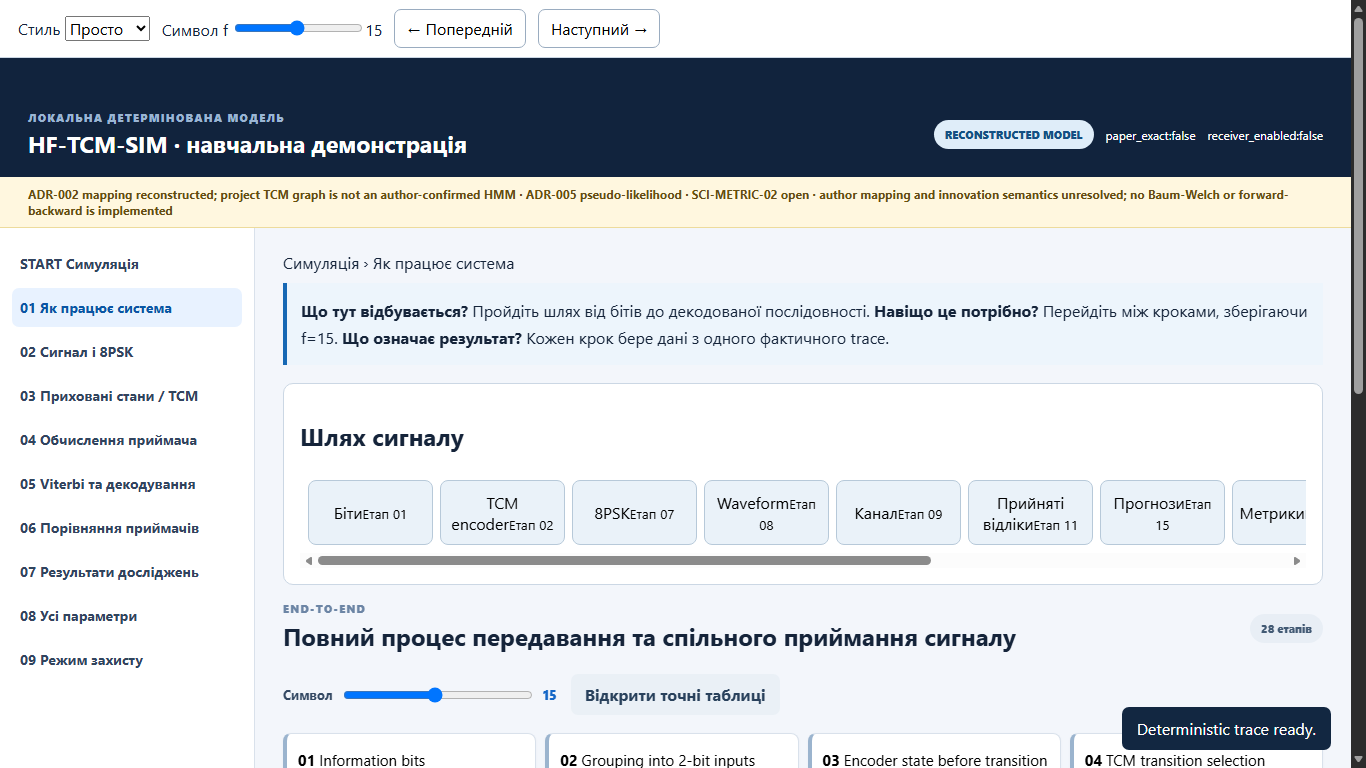 Стиль Просто Символ f 15 ← Попередній Наступний →
ЛОКАЛЬНА ДЕТЕРМІНОВАНА МОДЕЛЬ
HF-TCM-SIM · навчальна демонстрація
RECONSTRUCTED MODEL paper_exact:false receiver_enabled:false
ADR-002 mapping reconstructed; project TCM graph is not an author-confirmed HMM · ADR-005 pseudo-likelihood · SCI-METRIC-02 open · author mapping and innovation semantics unresolved; no Baum-Welch or forward-
backward is implemented
START Симуляція
01 Як працює система
02 Сигнал і 8PSK
03 Приховані стани / TCM
04 Обчислення приймача
05 Viterbi та декодування
06 Порівняння приймачів
07 Результати досліджень
08 Усі параметри
09 Режим захисту
Симуляція › Як працює система
Що тут відбувається? Пройдіть шлях від бітів до декодованої послідовності. Навіщо це потрібно? Перейдіть між кроками, зберігаючи
f=15. Що означає результат? Кожен крок бере дані з одного фактичного trace.
Шлях сигналу
БітиЕтап 01
TCM
encoderЕтап 02
8PSKЕтап 07
WaveformЕтап
08
КаналЕтап 09
Прийняті
відлікиЕтап 11
ПрогнозиЕтап
15
Метрики
END-TO-END
Повний процес передавання та спільного приймання сигналу
28 етапів
Символ 15 Відкрити точні таблиці
01 Information bits
02 Grouping into 2-bit inputs
03 Encoder state before transition
04 TCM transition selection
Deterministic trace ready.